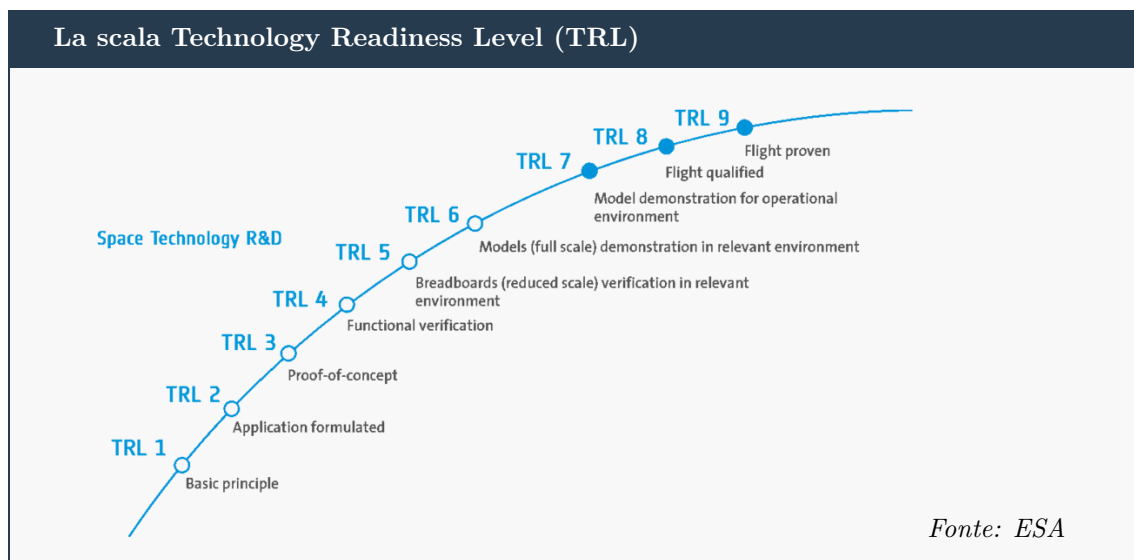 La scala Technology Readiness Level (TRL)
TRL 9
Flight proven
TRL 8
Flight qualified
TRL 7
Model demonstration for operational
environment
TRL 6
Models (full scale) demonstration in relevant environment
Space Technology R&D
TRL 5
Breadboards (reduced scale) verification in relevant
environment
TRL 4
Functional verification
TRL 3
Proof-of-concept
TRL 2
Application formulated
TRL 1
Basic principle
Fonte: ESA